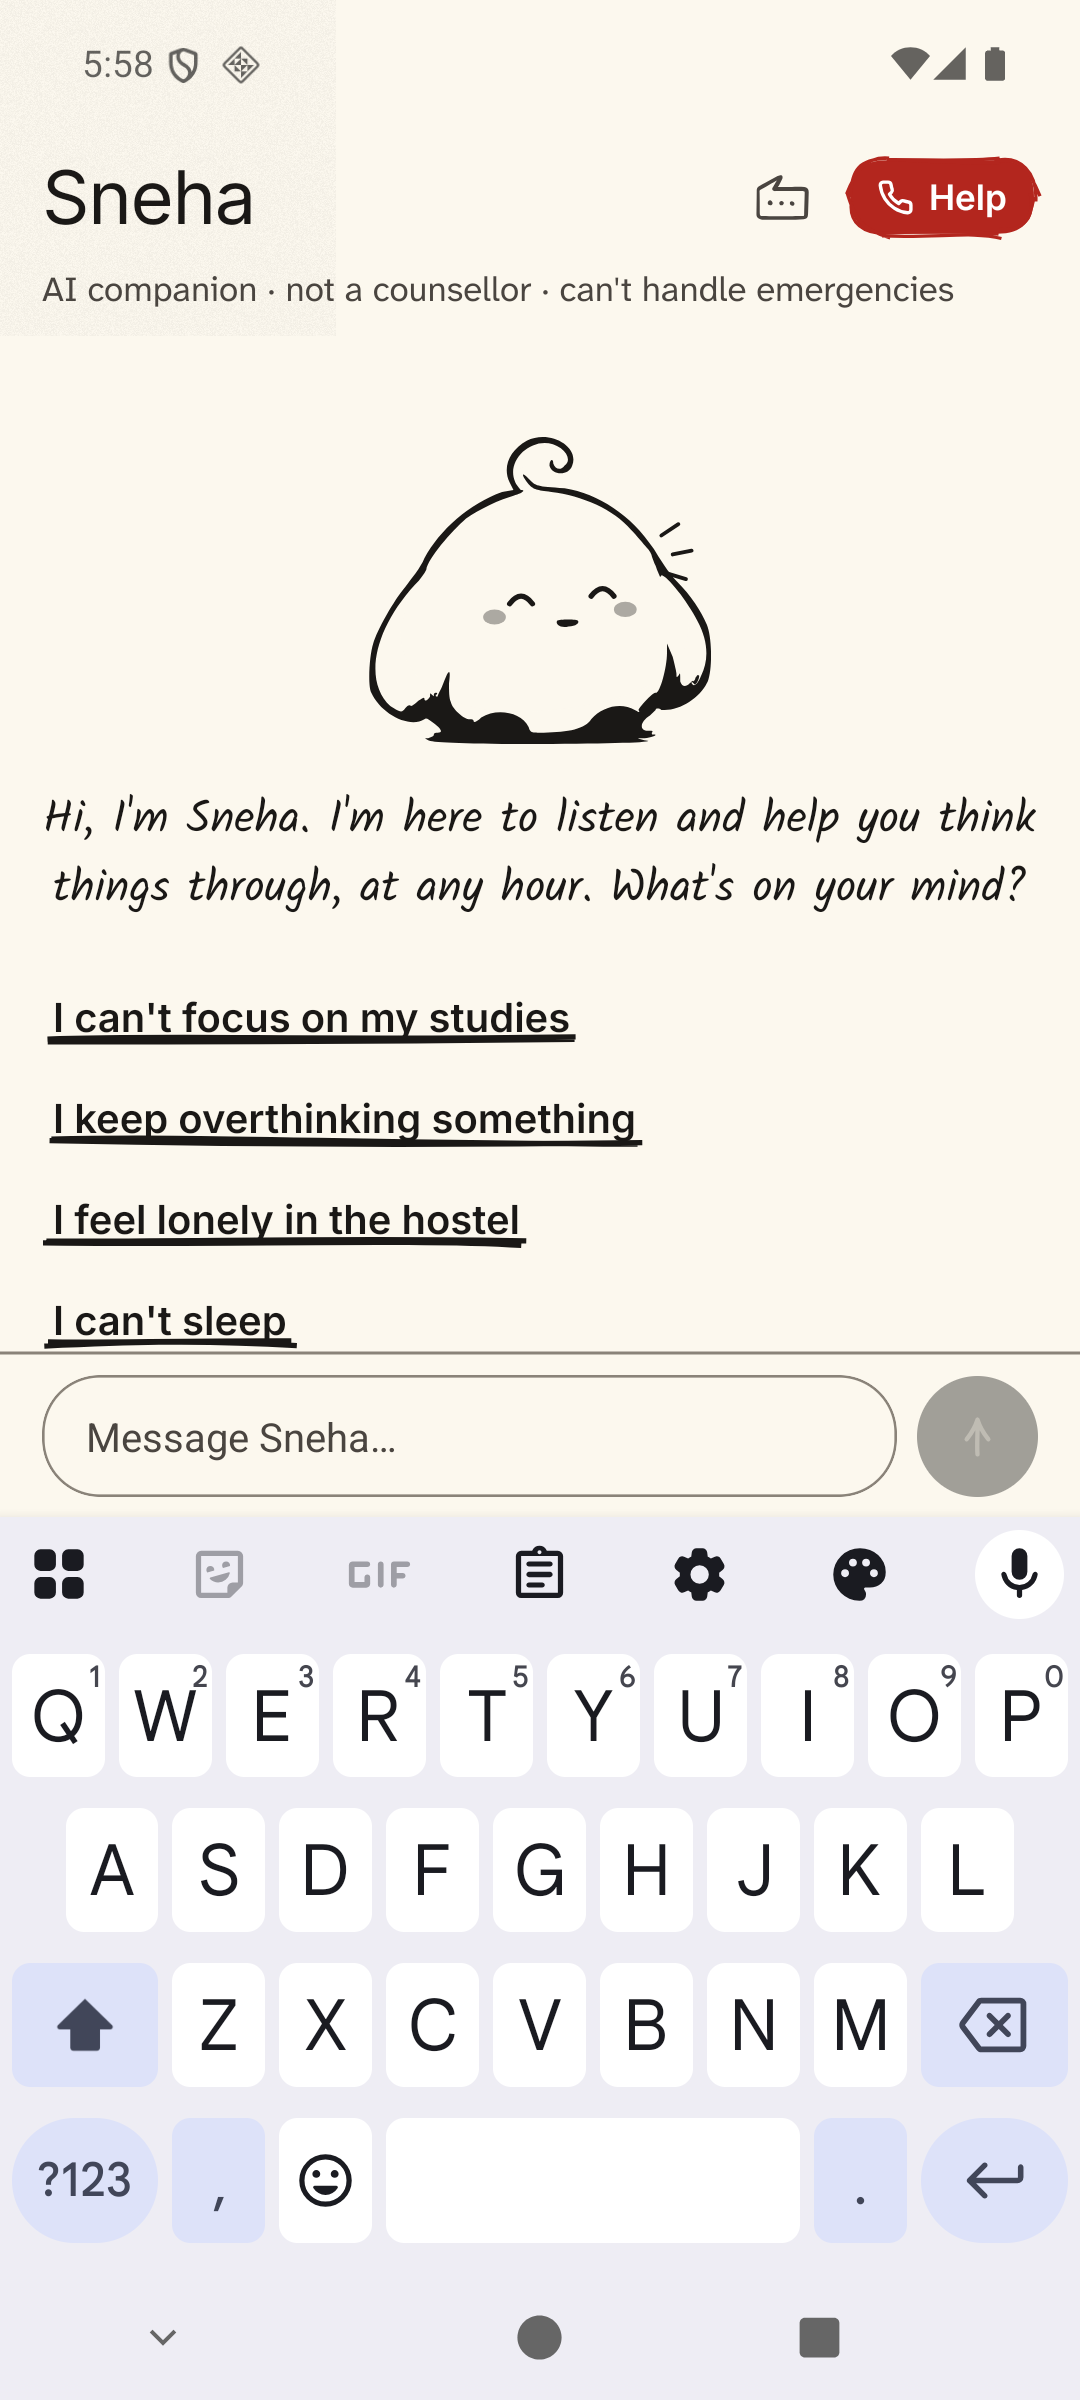 5:58
Sneha
Help
AI companion · not a counsellor · can't handle emergencies
Hi, I'm Sneha. I'm here to listen and help you think
things through, at any hour. What's on your mind?
I can't focus on my studies
I keep overthinking something
I feel lonely in the hostel
I can't sleep
Message Sneha…
GIF
Q 1 W 2 E 3 R 4 T 5 Y 6 U 7 I 8 O 9 P 0
A S D F G H J K L
Z X C V B N M
?123 , .